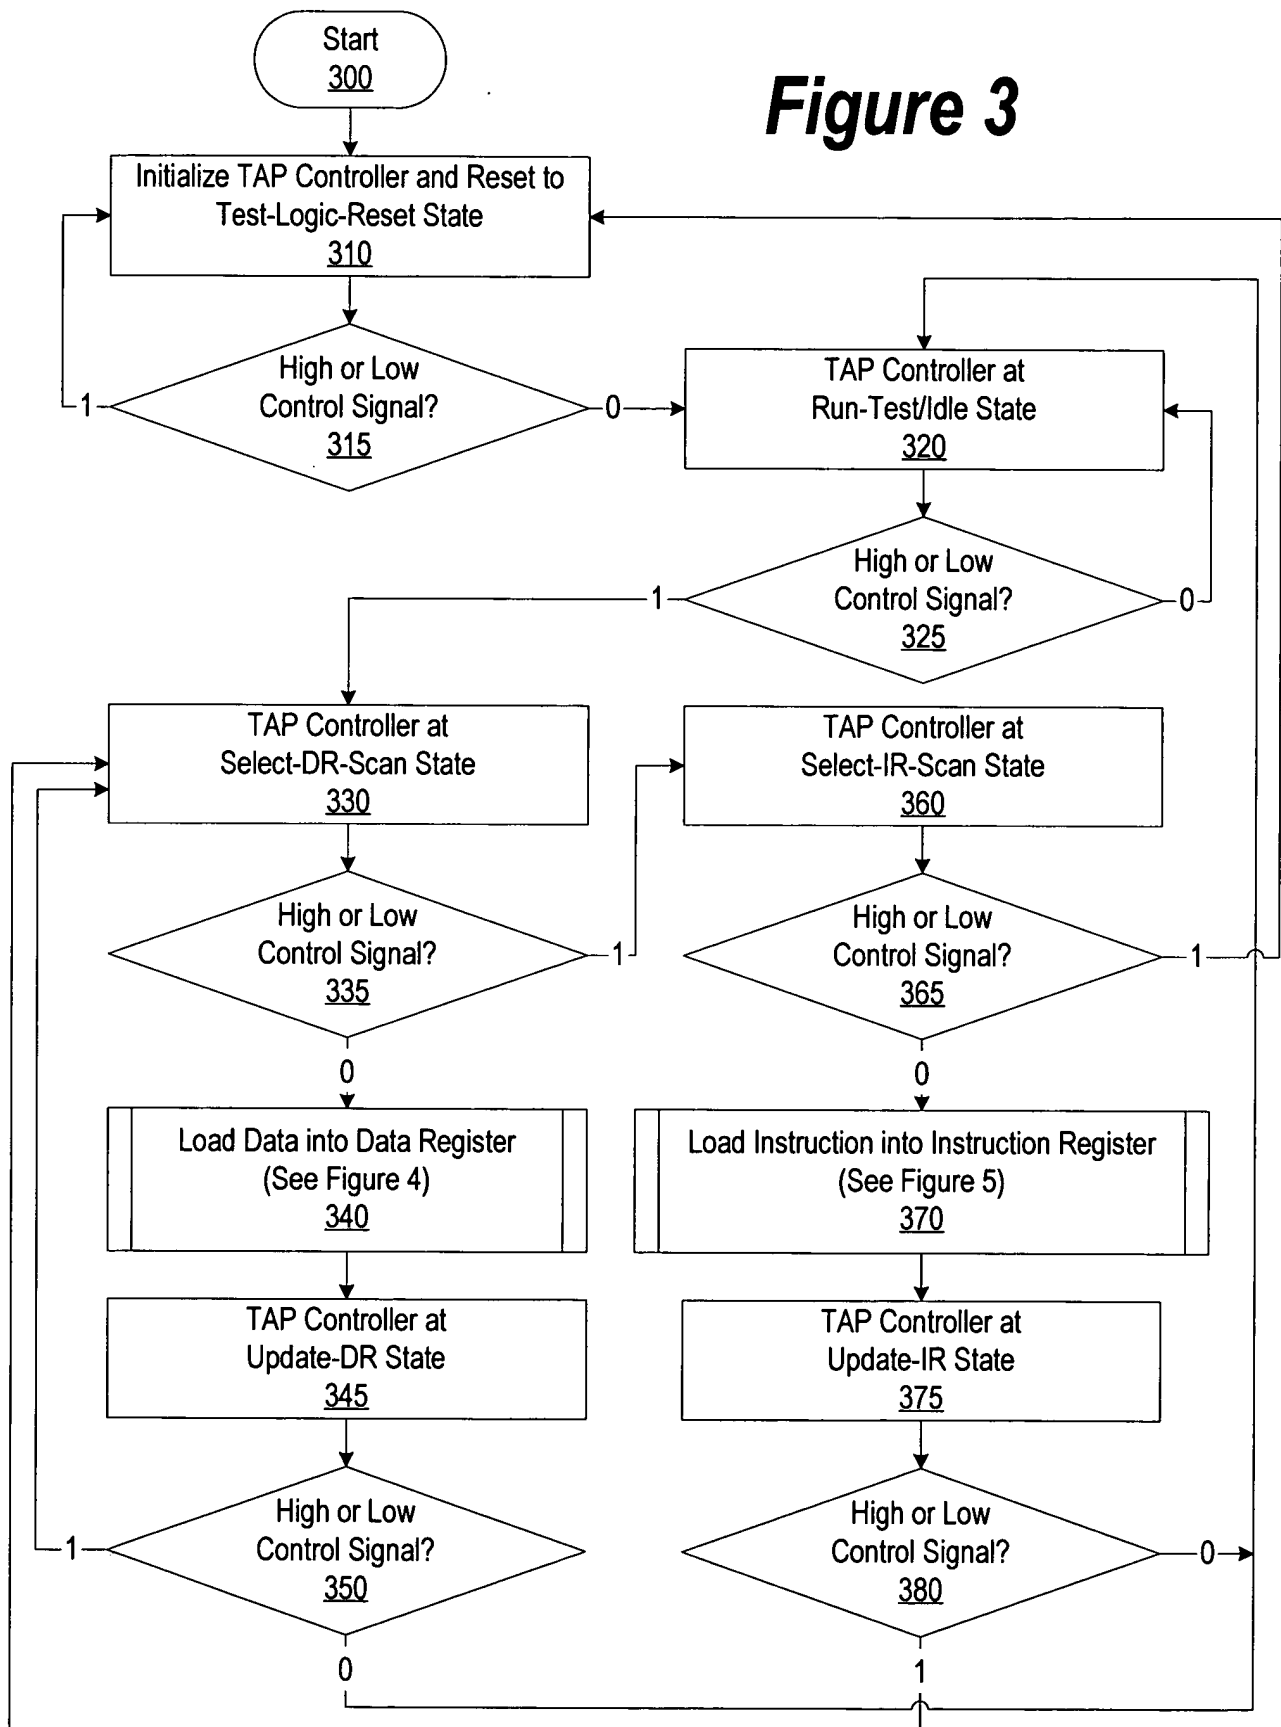 Start
300
Figure 3
Initialize TAP Controller and Reset to
Test-Logic-Reset State
310
High or Low
Control Signal?
315
1
0
TAP Controller at
Run-Test/Idle State
320
High or Low
Control Signal?
325
1
0
TAP Controller at
Select-DR-Scan State
330
TAP Controller at
Select-IR-Scan State
360
High or Low
Control Signal?
335
1
0
High or Low
Control Signal?
365
1
0
Load Data into Data Register
(See Figure 4)
340
Load Instruction into Instruction Register
(See Figure 5)
370
TAP Controller at
Update-DR State
345
TAP Controller at
Update-IR State
375
High or Low
Control Signal?
350
1
0
High or Low
Control Signal?
380
0
1